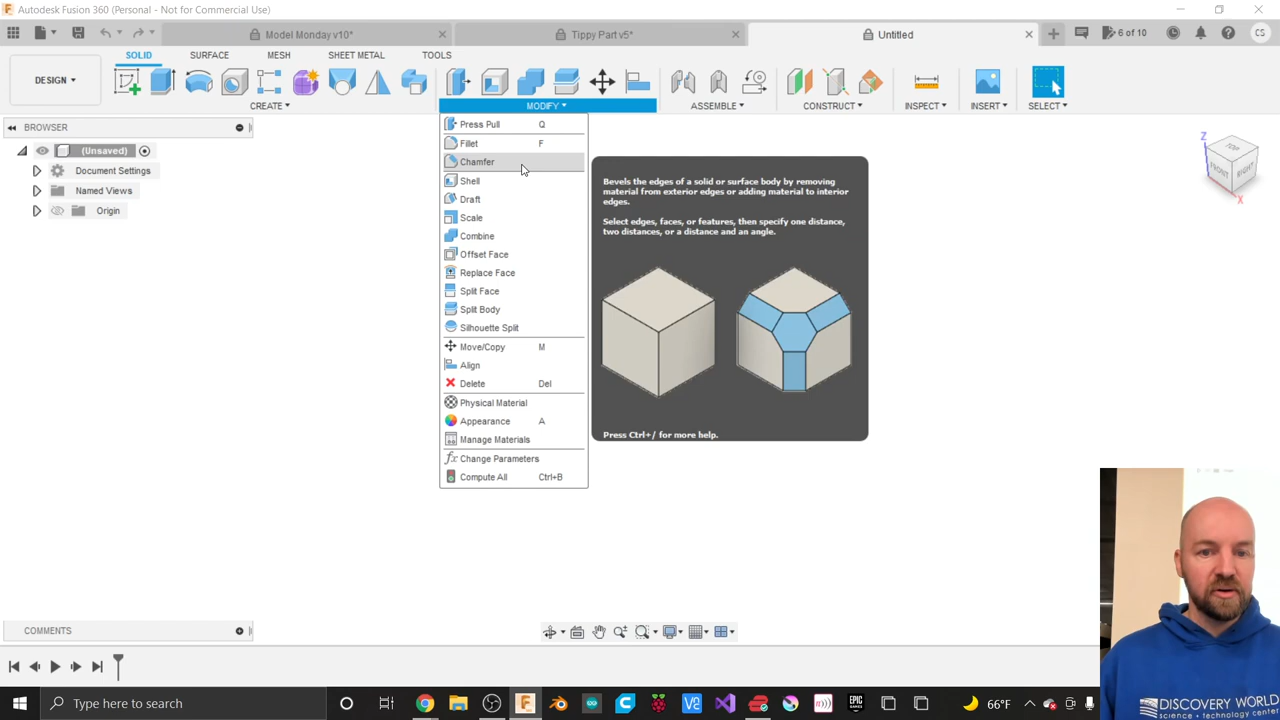 Autodesk Fusion 360 (Personal - Not for Commercial Use)
Model Monday v10*
Tippy Part v5*
Untitled
6 of 10
CS
SOLID
SURFACE
MESH
SHEET METAL
TOOLS
DESIGN
CREATE
MODIFY
ASSEMBLE
CONSTRUCT
INSPECT
INSERT
SELECT
BROWSER
(Unsaved)
Document Settings
Named Views
Origin
Press Pull Q
Fillet F
Chamfer
Shell
Draft
Scale
Combine
Offset Face
Replace Face
Split Face
Split Body
Silhouette Split
Move/Copy M
Align
Delete Del
Physical Material
Appearance A
Manage Materials
Change Parameters
Compute All Ctrl+B
Bevels the edges of a solid or surface body by removing
material from exterior edges or adding material to interior
edges.
Select edges, faces, or features, then specify one distance,
two distances, or a distance and an angle.
Press Ctrl+/ for more help.
Z
TOP
FRONT
RIGHT
X
COMMENTS
Type here to search
66°F
DISCOVERY WORLD
science + technology center